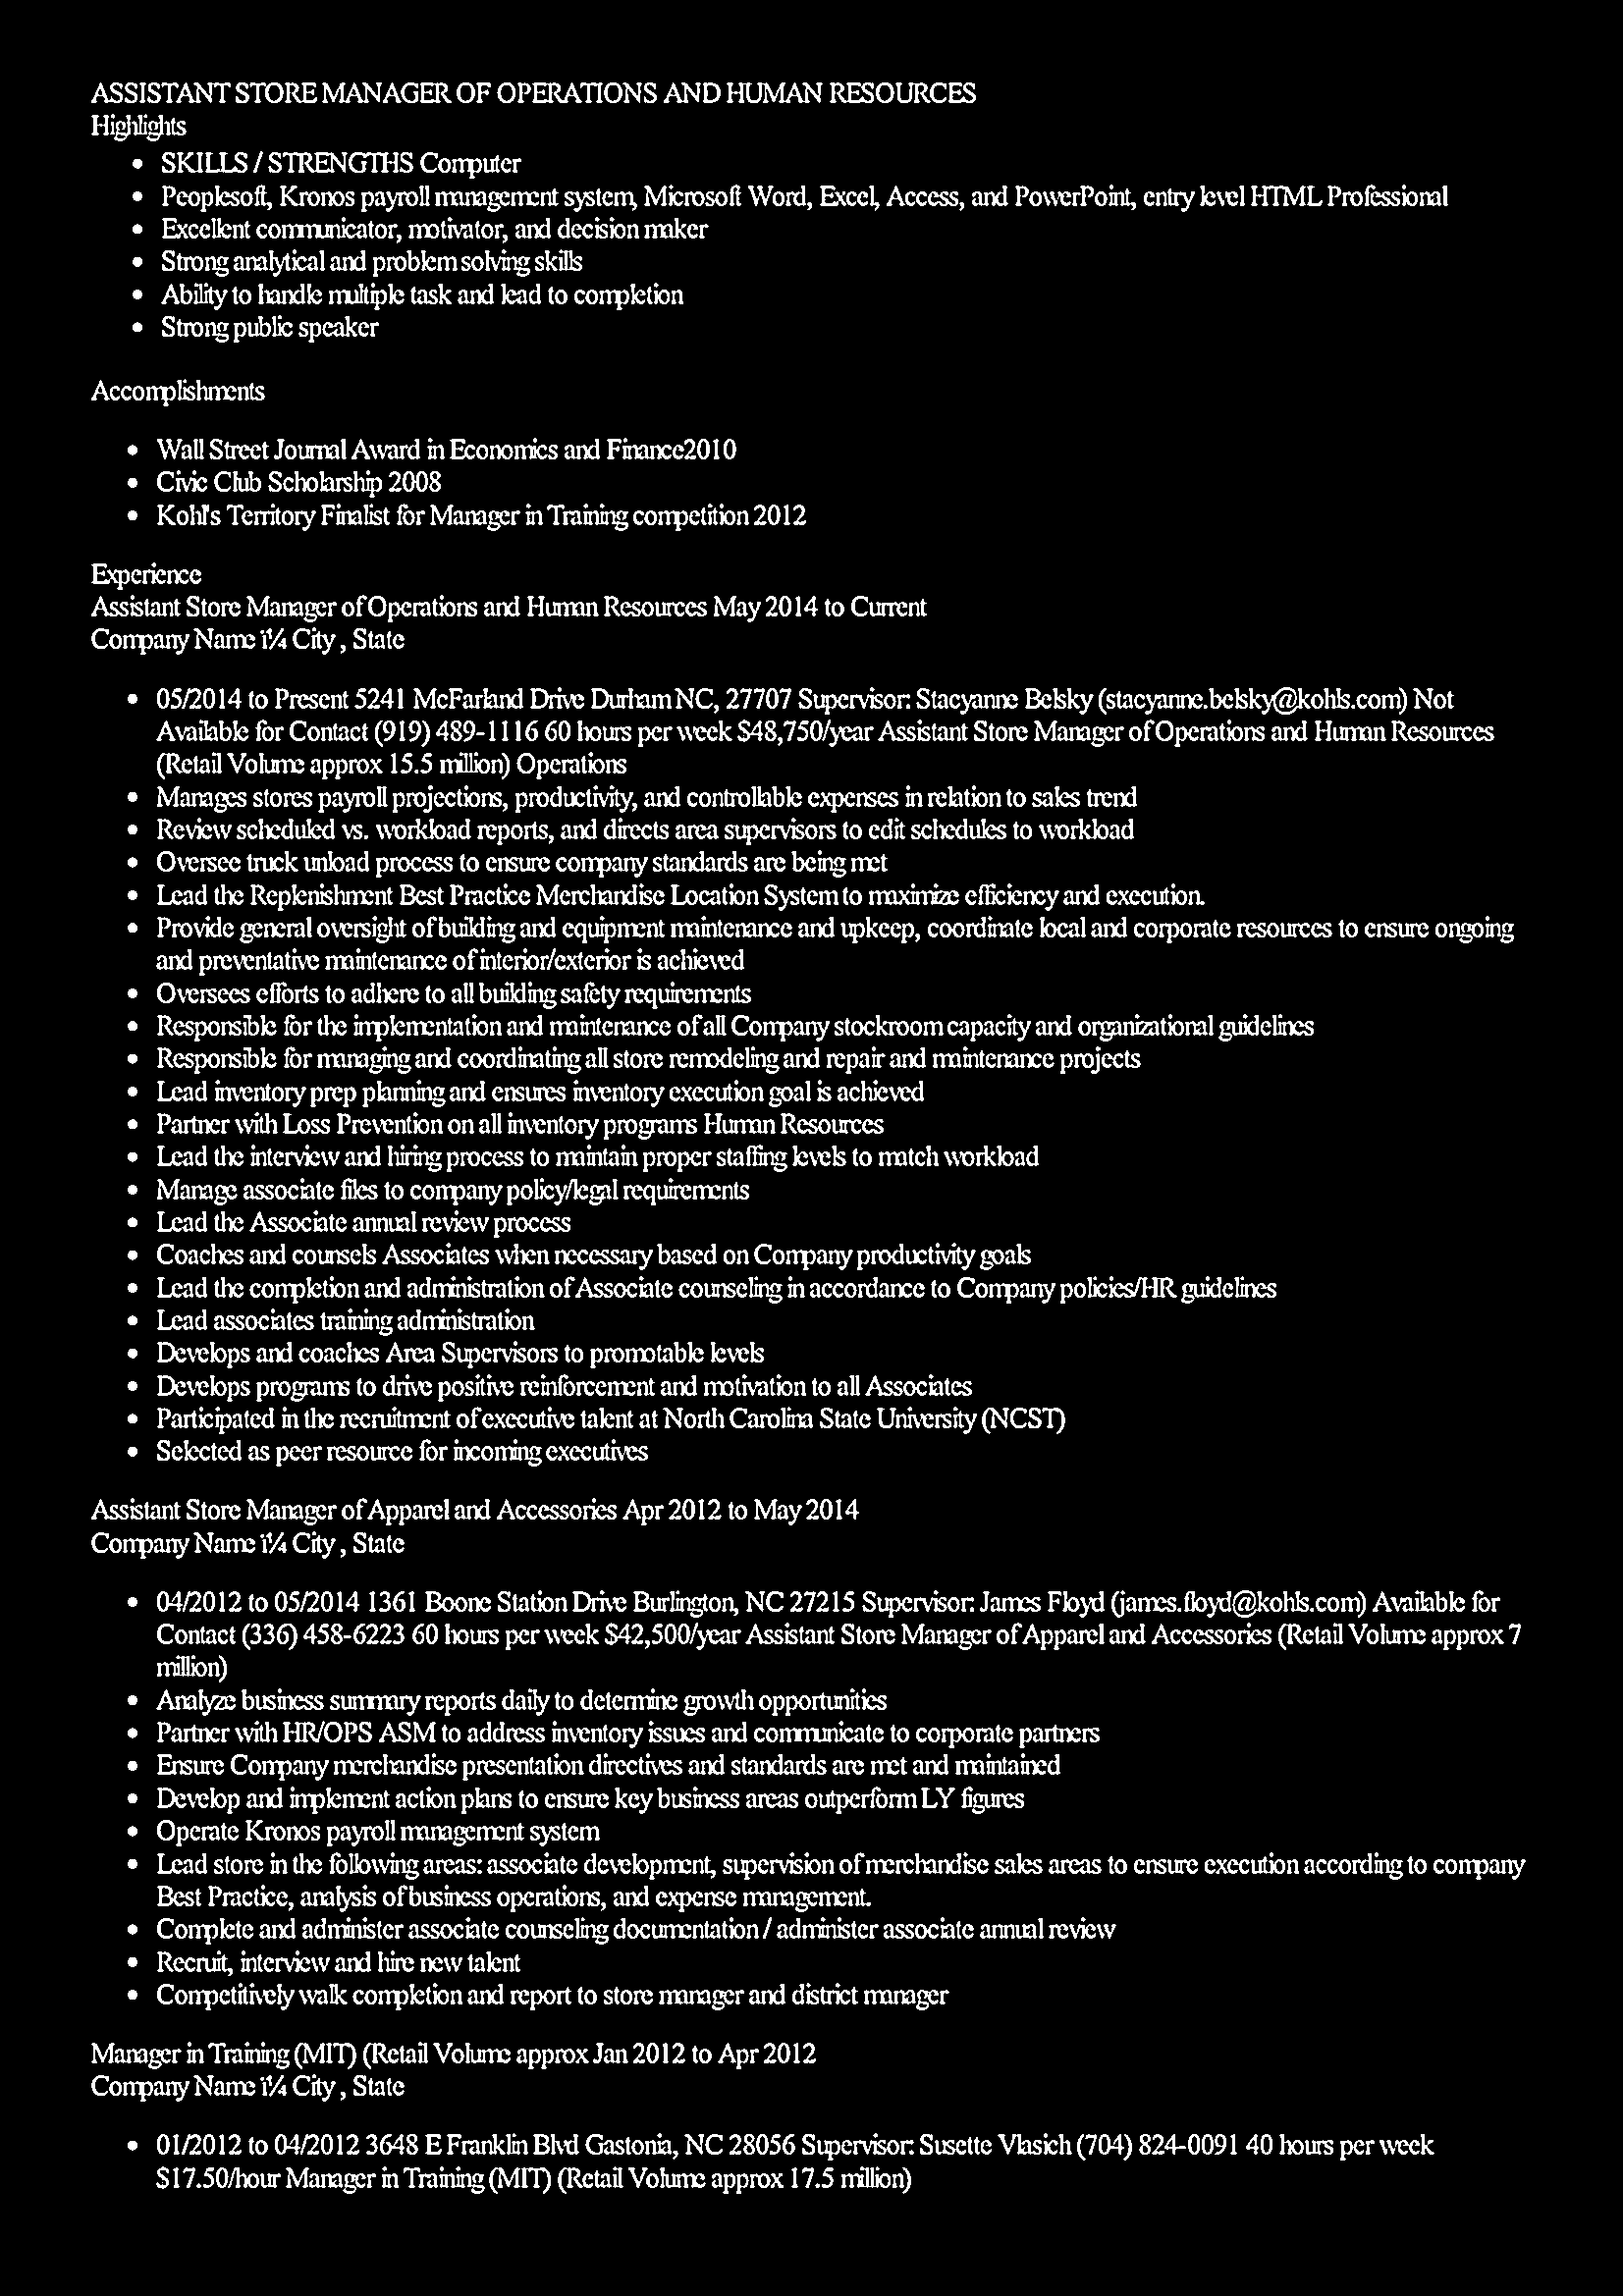 ASSISTANT STORE MANAGER OF OPERATIONS AND HUMAN RESOURCES
Highlights
• SKILLS / STRENGTHS Computer
• Peoplesoft, Kronos payroll management system, Microsoft Word, Excel, Access, and PowerPoint, entry level HTML Professional
• Excellent communicator, motivator, and decision maker
• Strong analytical and problem solving skills
• Ability to handle multiple task and lead to completion
• Strong public speaker
Accomplishments
• Wall Street Journal Award in Economics and Finance2010
• Civic Club Scholarship 2008
• Kohl's Territory Finalist for Manager in Training competition 2012
Experience
Assistant Store Manager of Operations and Human Resources May 2014 to Current
Company Name ï¼ City , State
• 05/2014 to Present 5241 McFarland Drive Durham NC, 27707 Supervisor: Stacyanne Belsky (stacyanne.belsky@kohls.com) Not
Available for Contact (919) 489-1116 60 hours per week $48,750/year Assistant Store Manager of Operations and Human Resources
(Retail Volume approx 15.5 million) Operations
• Manages stores payroll projections, productivity, and controllable expenses in relation to sales trend
• Review scheduled vs. workload reports, and directs area supervisors to edit schedules to workload
• Oversee truck unload process to ensure company standards are being met
• Lead the Replenishment Best Practice Merchandise Location System to maximize efficiency and execution.
• Provide general oversight of building and equipment maintenance and upkeep, coordinate local and corporate resources to ensure ongoing
and preventative maintenance of interior/exterior is achieved
• Oversees efforts to adhere to all building safety requirements
• Responsible for the implementation and maintenance of all Company stockroom capacity and organizational guidelines
• Responsible for managing and coordinating all store remodeling and repair and maintenance projects
• Lead inventory prep planning and ensures inventory execution goal is achieved
• Partner with Loss Prevention on all inventory programs Human Resources
• Lead the interview and hiring process to maintain proper staffing levels to match workload
• Manage associate files to company policy/legal requirements
• Lead the Associate annual review process
• Coaches and counsels Associates when necessary based on Company productivity goals
• Lead the completion and administration of Associate counseling in accordance to Company policies/HR guidelines
• Lead associates training administration
• Develops and coaches Area Supervisors to promotable levels
• Develops programs to drive positive reinforcement and motivation to all Associates
• Participated in the recruitment of executive talent at North Carolina State University (NCST)
• Selected as peer resource for incoming executives
Assistant Store Manager of Apparel and Accessories Apr 2012 to May 2014
Company Name ï¼ City , State
• 04/2012 to 05/2014 1361 Boone Station Drive Burlington, NC 27215 Supervisor: James Floyd (james.floyd@kohls.com) Available for
Contact (336) 458-6223 60 hours per week $42,500/year Assistant Store Manager of Apparel and Accessories (Retail Volume approx 7
million)
• Analyze business summary reports daily to determine growth opportunities
• Partner with HR/OPS ASM to address inventory issues and communicate to corporate partners
• Ensure Company merchandise presentation directives and standards are met and maintained
• Develop and implement action plans to ensure key business areas outperform LY figures
• Operate Kronos payroll management system
• Lead store in the following areas: associate development, supervision of merchandise sales areas to ensure execution according to company
Best Practice, analysis of business operations, and expense management.
• Complete and administer associate counseling documentation / administer associate annual review
• Recruit, interview and hire new talent
• Competitively walk completion and report to store manager and district manager
Manager in Training (MIT) (Retail Volume approx Jan 2012 to Apr 2012
Company Name ï¼ City , State
• 01/2012 to 04/2012 3648 E Franklin Blvd Gastonia, NC 28056 Supervisor: Susette Vlasich (704) 824-0091 40 hours per week
$17.50/hour Manager in Training (MIT) (Retail Volume approx 17.5 million)